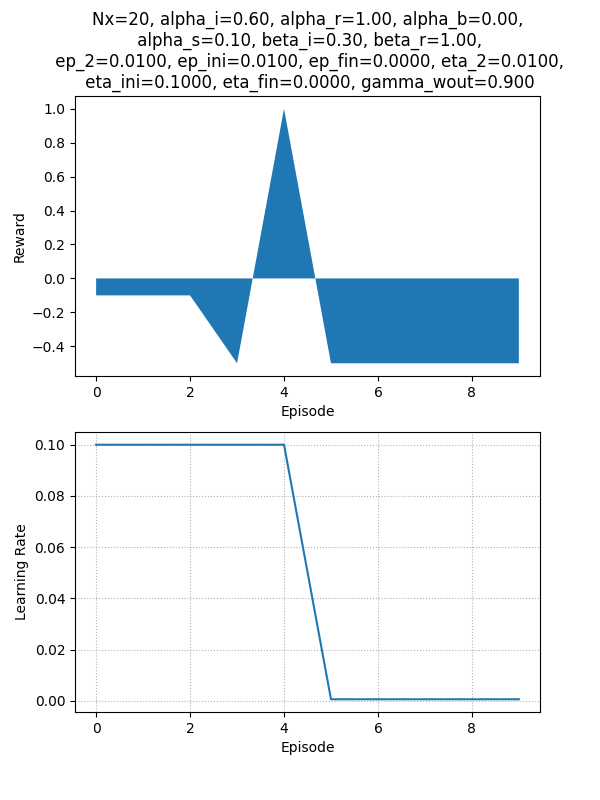 Nx=20, alpha_i=0.60, alpha_r=1.00, alpha_b=0.00,
alpha_s=0.10, beta_i=0.30, beta_r=1.00,
ep_2=0.0100, ep_ini=0.0100, ep_fin=0.0000, eta_2=0.0100,
eta_ini=0.1000, eta_fin=0.0000, gamma_wout=0.900
1.0
0.8
0.6
0.4
0.2
0.0
−0.2
−0.4
Reward
0 2 4 6 8
Episode
0.10
0.08
0.06
0.04
0.02
0.00
Learning Rate
0 2 4 6 8
Episode